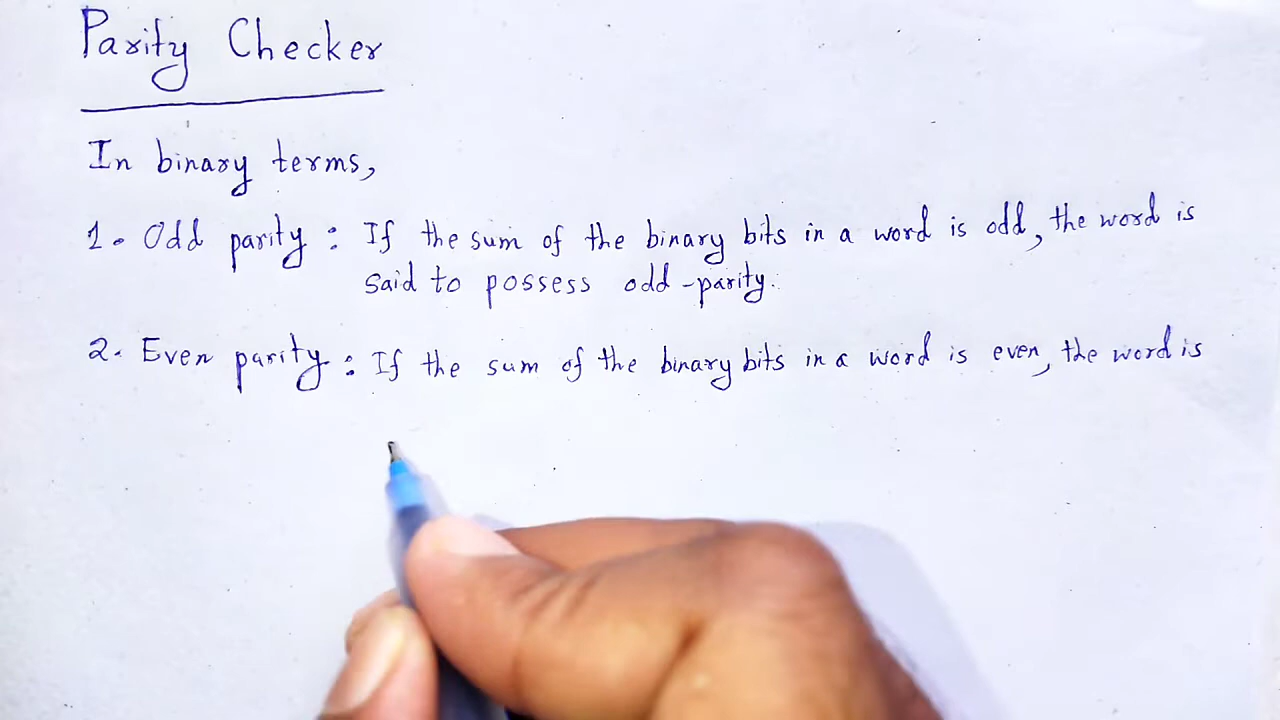 Parity Checker
In binary terms,
1. Odd parity : If the sum of the binary bits in a word is odd, the word is
said to possess odd-parity.
2. Even parity : If the sum of the binary bits in a word is even, the word is